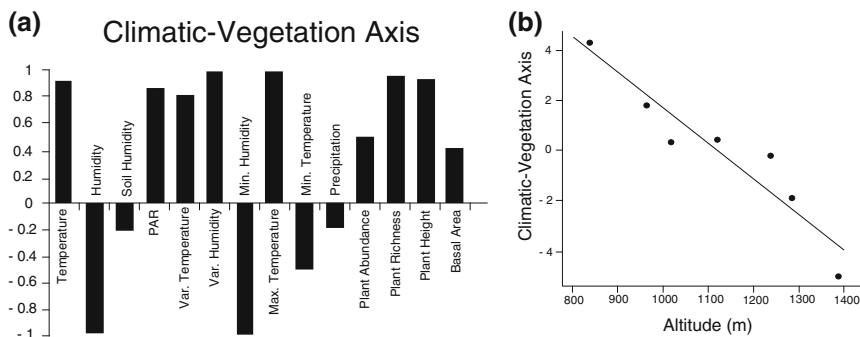 (a)
Climatic-Vegetation Axis
1
0.8
0.6
0.4
0.2
0
- 0.2
- 0.4
- 0.6
- 0.8
- 1
Temperature
Humidity
Soil Humidity
PAR
Var. Temperature
Var. Humidity
Min. Humidity
Max. Temperature
Min. Temperature
Precipitation
Plant Abundance
Plant Richness
Plant Height
Basal Area
(b)
Climatic-Vegetation Axis
4
2
0
- 2
- 4
800 900 1000 1100 1200 1300 1400
Altitude (m)